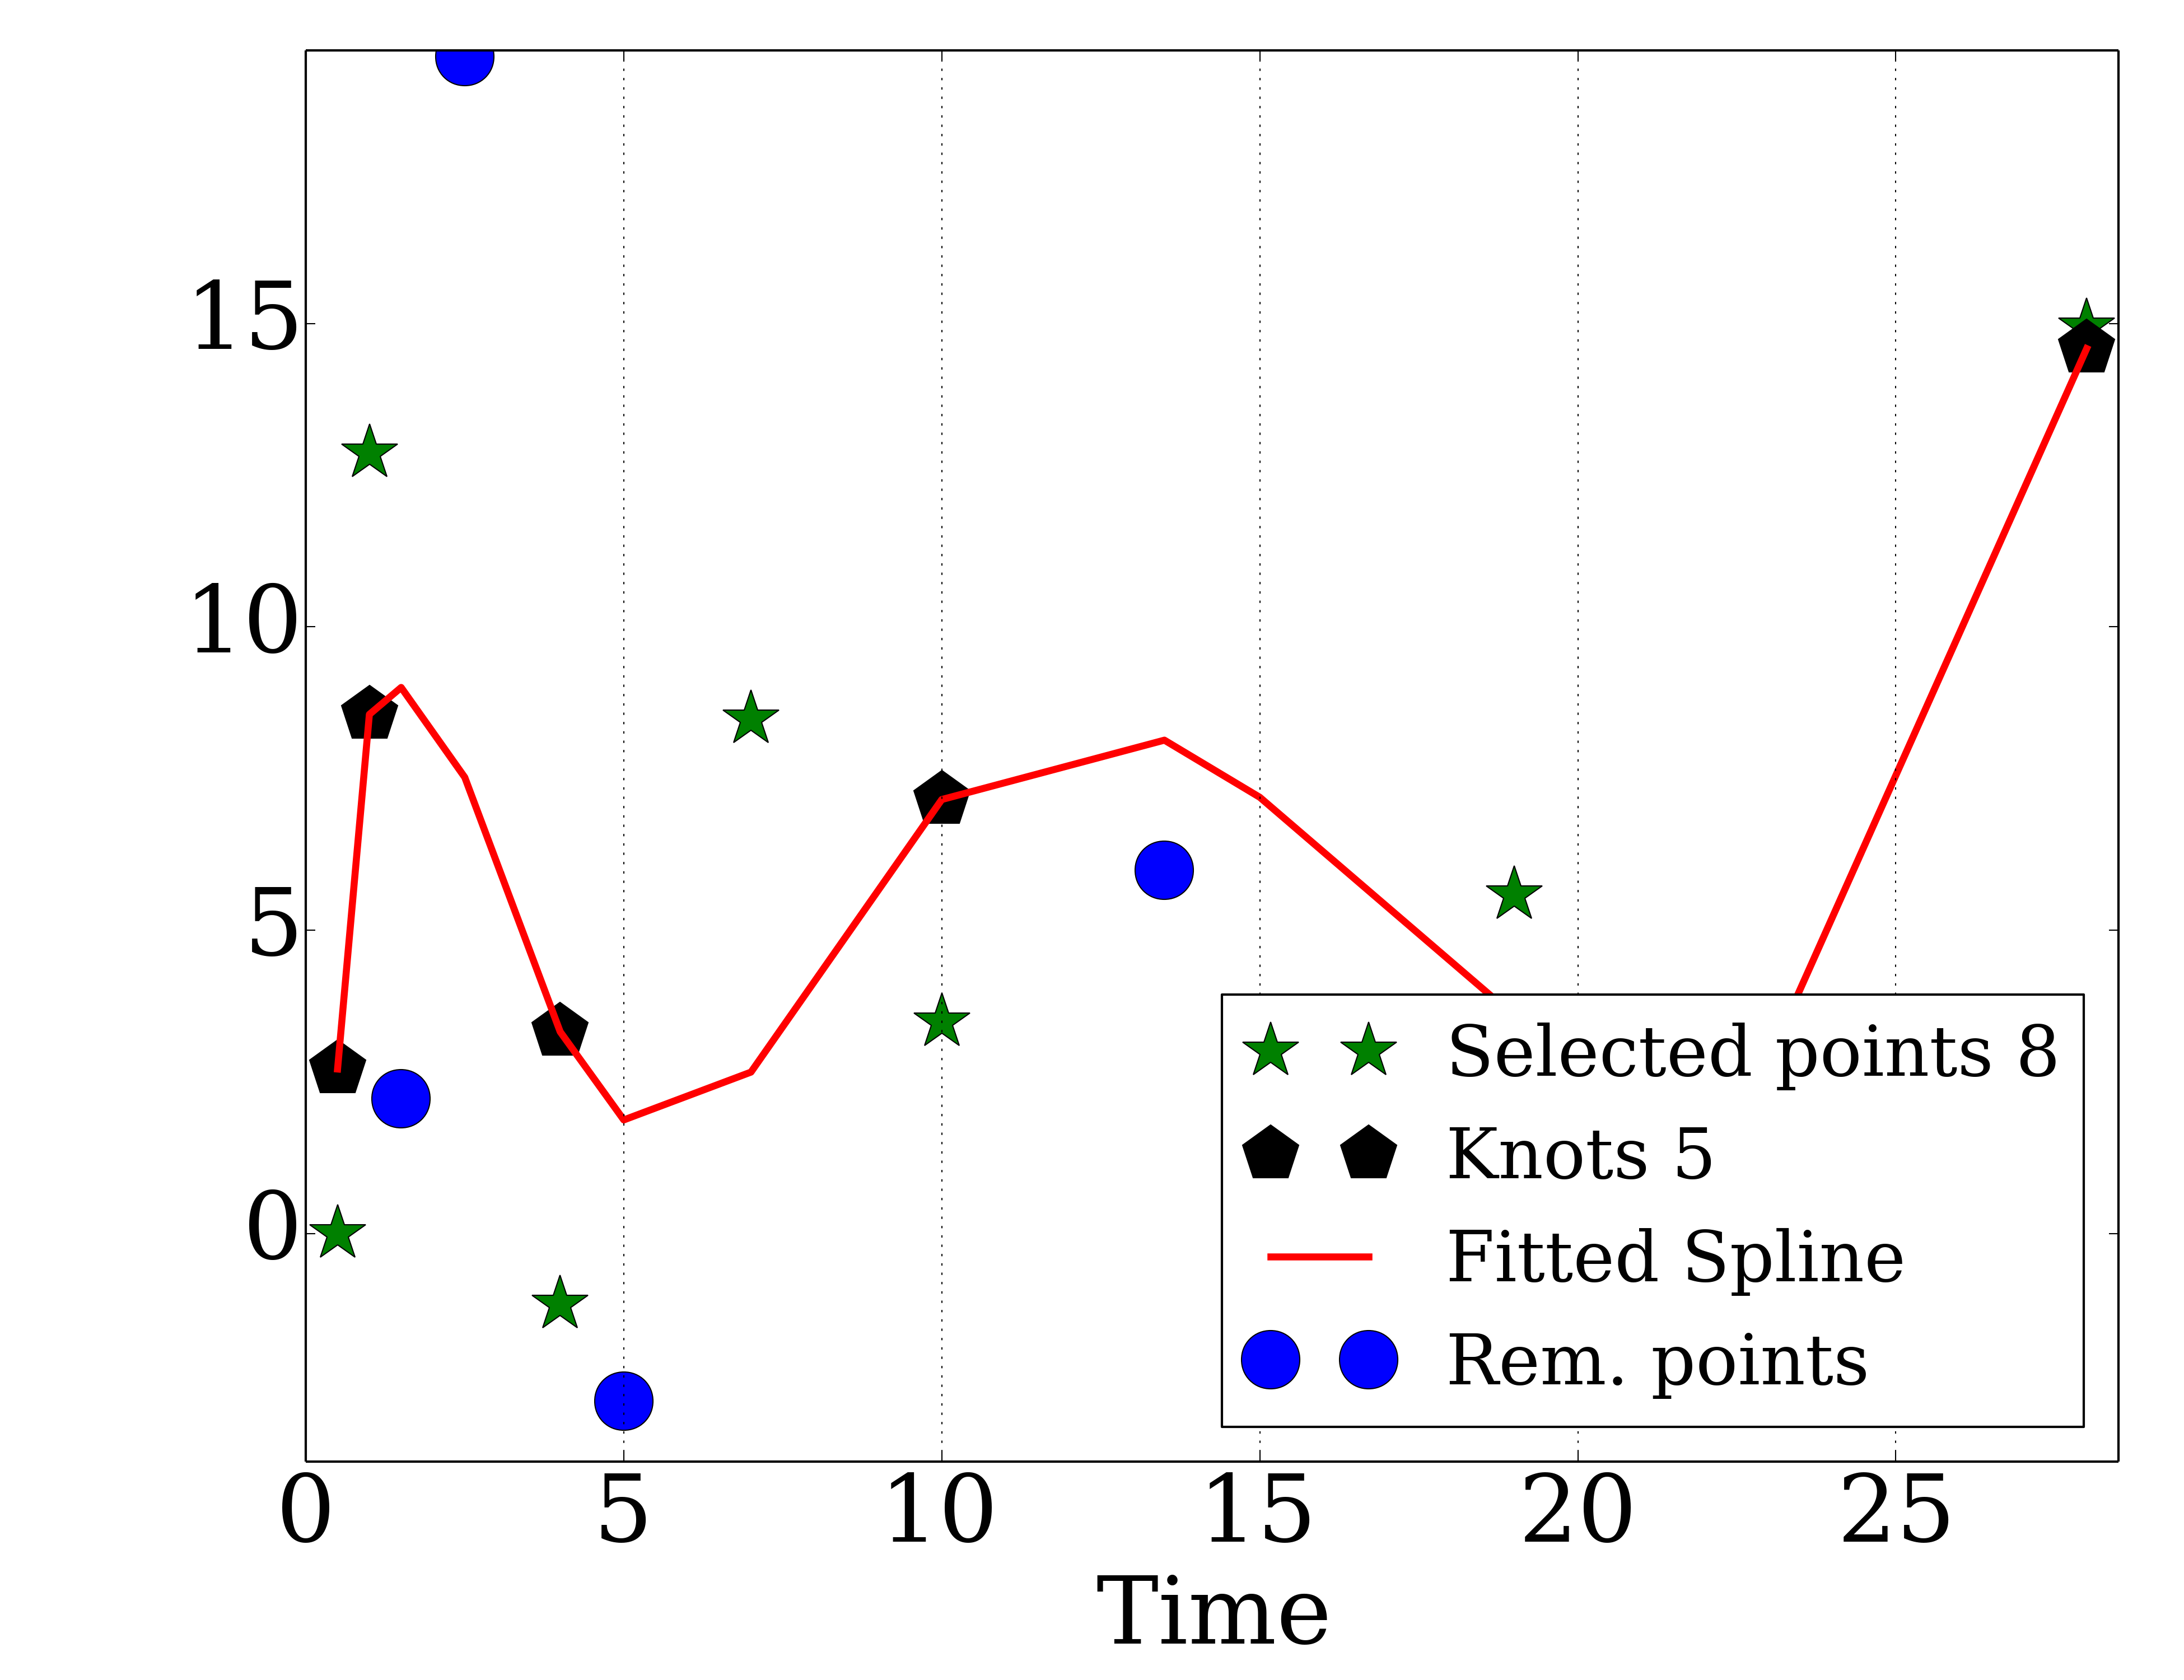 15
10
5
0
Selected points 8
Knots 5
Fitted Spline
Rem. points
0 5 10 15 20 25
Time